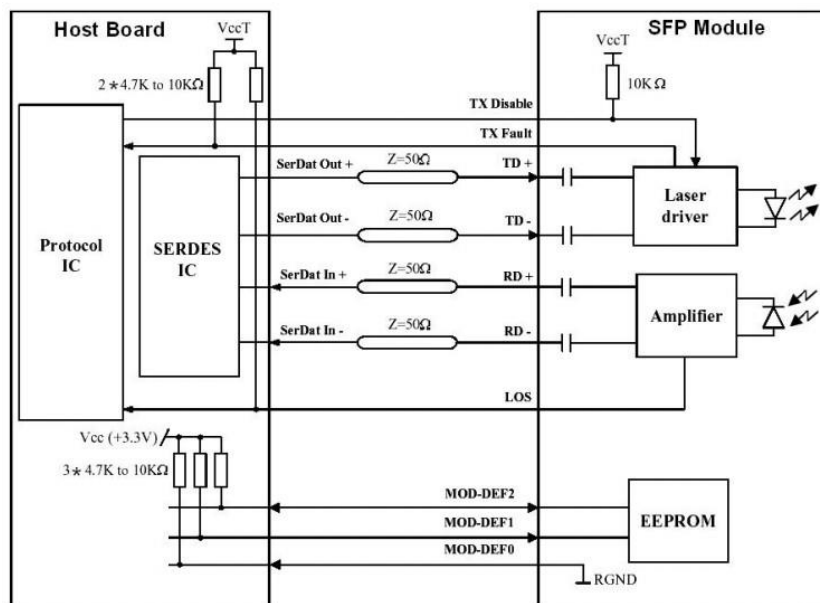 Host Board
SFP Module
VccT
VccT
2*4.7K to 10KΩ
10KΩ
TX Disable
TX Fault
SerDat Out +
Z=50Ω
TD +
SerDat Out -
Z=50Ω
TD -
Laser
driver
Protocol
IC
SERDES
IC
SerDat In +
Z=50Ω
RD +
SerDat In -
Z=50Ω
RD -
Amplifier
LOS
Vcc (+3.3V)
3*4.7K to 10KΩ
MOD-DEF2
MOD-DEF1
MOD-DEF0
EEPROM
RGND